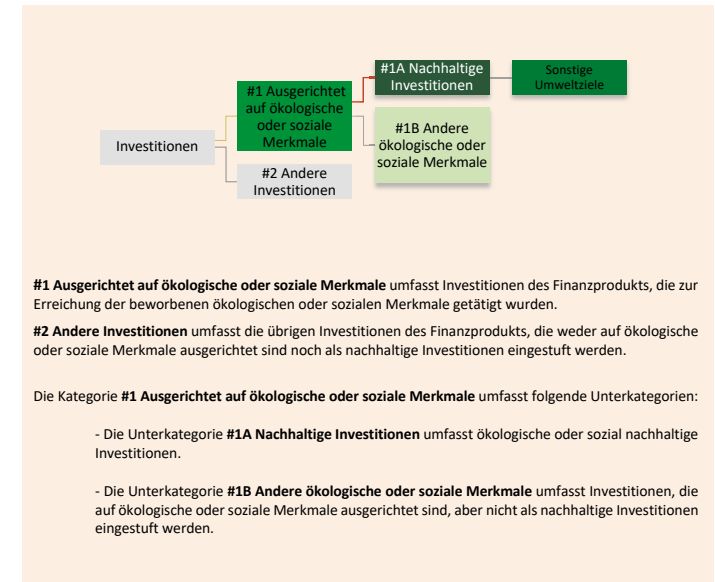 #1A Nachhaltige
Investitionen
Sonstige
Umweltziele
#1 Ausgerichtet
auf ökologische
oder soziale
Merkmale
#1B Andere
ökologische oder
soziale Merkmale
Investitionen
#2 Andere
Investitionen
#1 Ausgerichtet auf ökologische oder soziale Merkmale umfasst Investitionen des Finanzprodukts, die zur
Erreichung der beworbenen ökologischen oder sozialen Merkmale getätigt wurden.
#2 Andere Investitionen umfasst die übrigen Investitionen des Finanzprodukts, die weder auf ökologische
oder soziale Merkmale ausgerichtet sind noch als nachhaltige Investitionen eingestuft werden.
Die Kategorie #1 Ausgerichtet auf ökologische oder soziale Merkmale umfasst folgende Unterkategorien:
- Die Unterkategorie #1A Nachhaltige Investitionen umfasst ökologische oder sozial nachhaltige
Investitionen.
- Die Unterkategorie #1B Andere ökologische oder soziale Merkmale umfasst Investitionen, die
auf ökologische oder soziale Merkmale ausgerichtet sind, aber nicht als nachhaltige Investitionen
eingestuft werden.